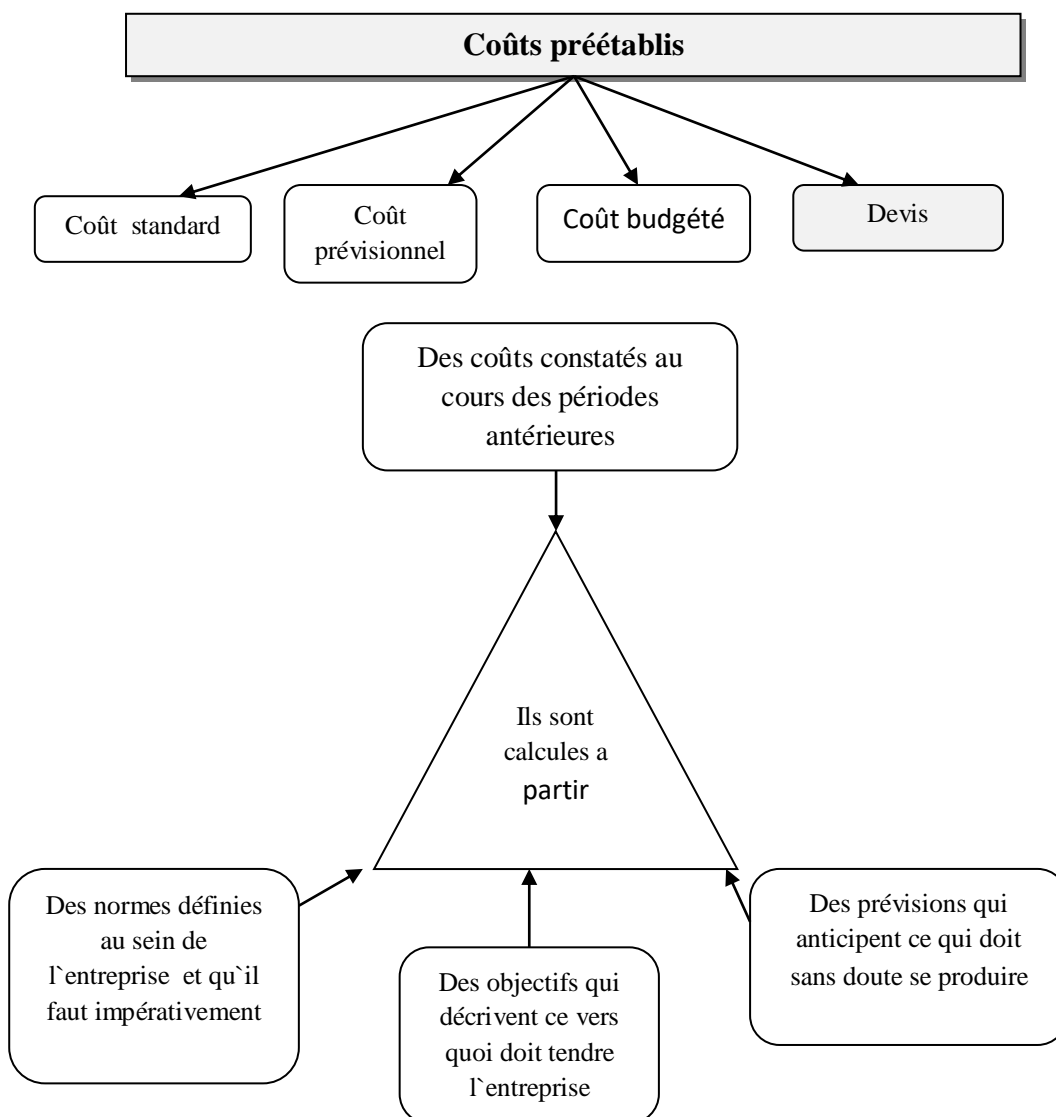 Coûts préétablis
Coût  standard
Coût
prévisionnel
Coût budgété
Devis
Des coûts constatés au
cours des périodes
antérieures
Ils sont
calcules a
partir
Des normes définies
au sein de
l`entreprise  et qu`il
faut impérativement
Des objectifs qui
décrivent ce vers
quoi doit tendre
l`entreprise
Des prévisions qui
anticipent ce qui doit
sans doute se produire